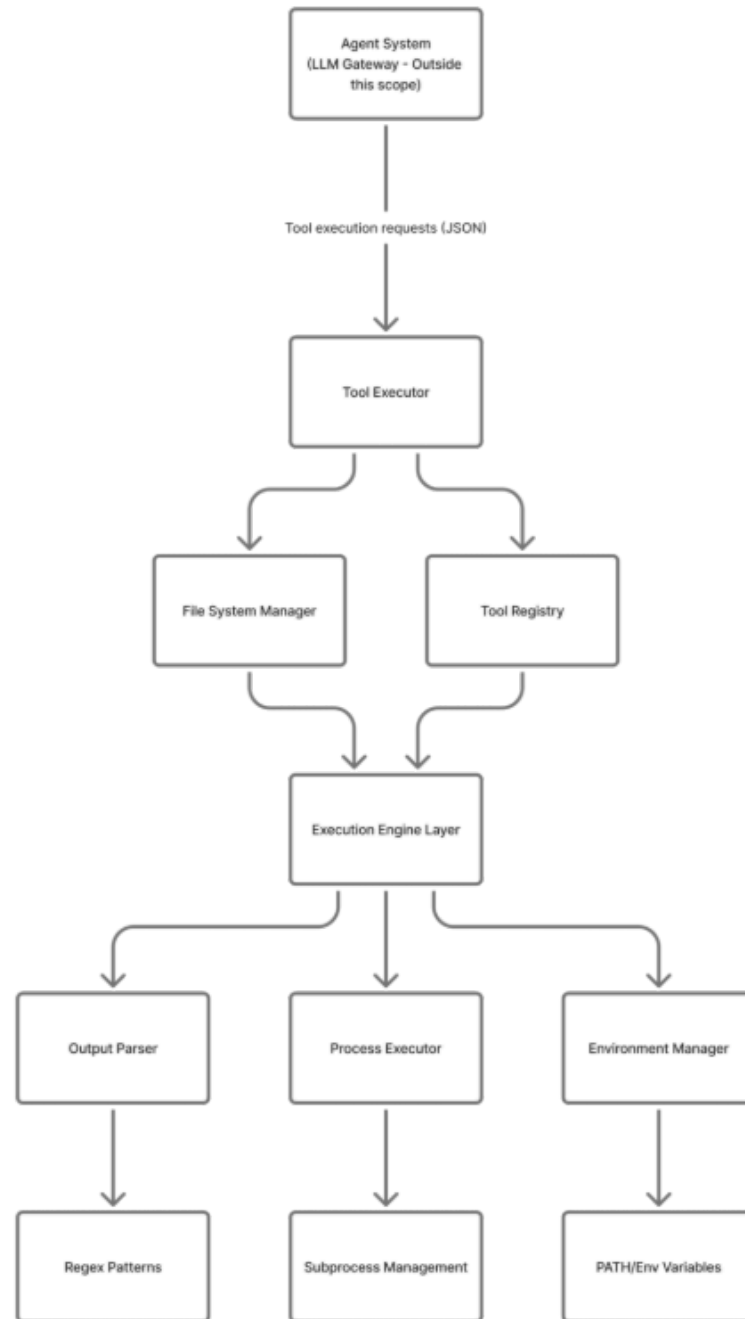 Agent System
(LLM Gateway - Outside
this scope)
Tool execution requests (JSON)
Tool Executor
File System Manager
Tool Registry
Execution Engine Layer
Output Parser
Process Executor
Environment Manager
Regex Patterns
Subprocess Management
PATH/Env Variables